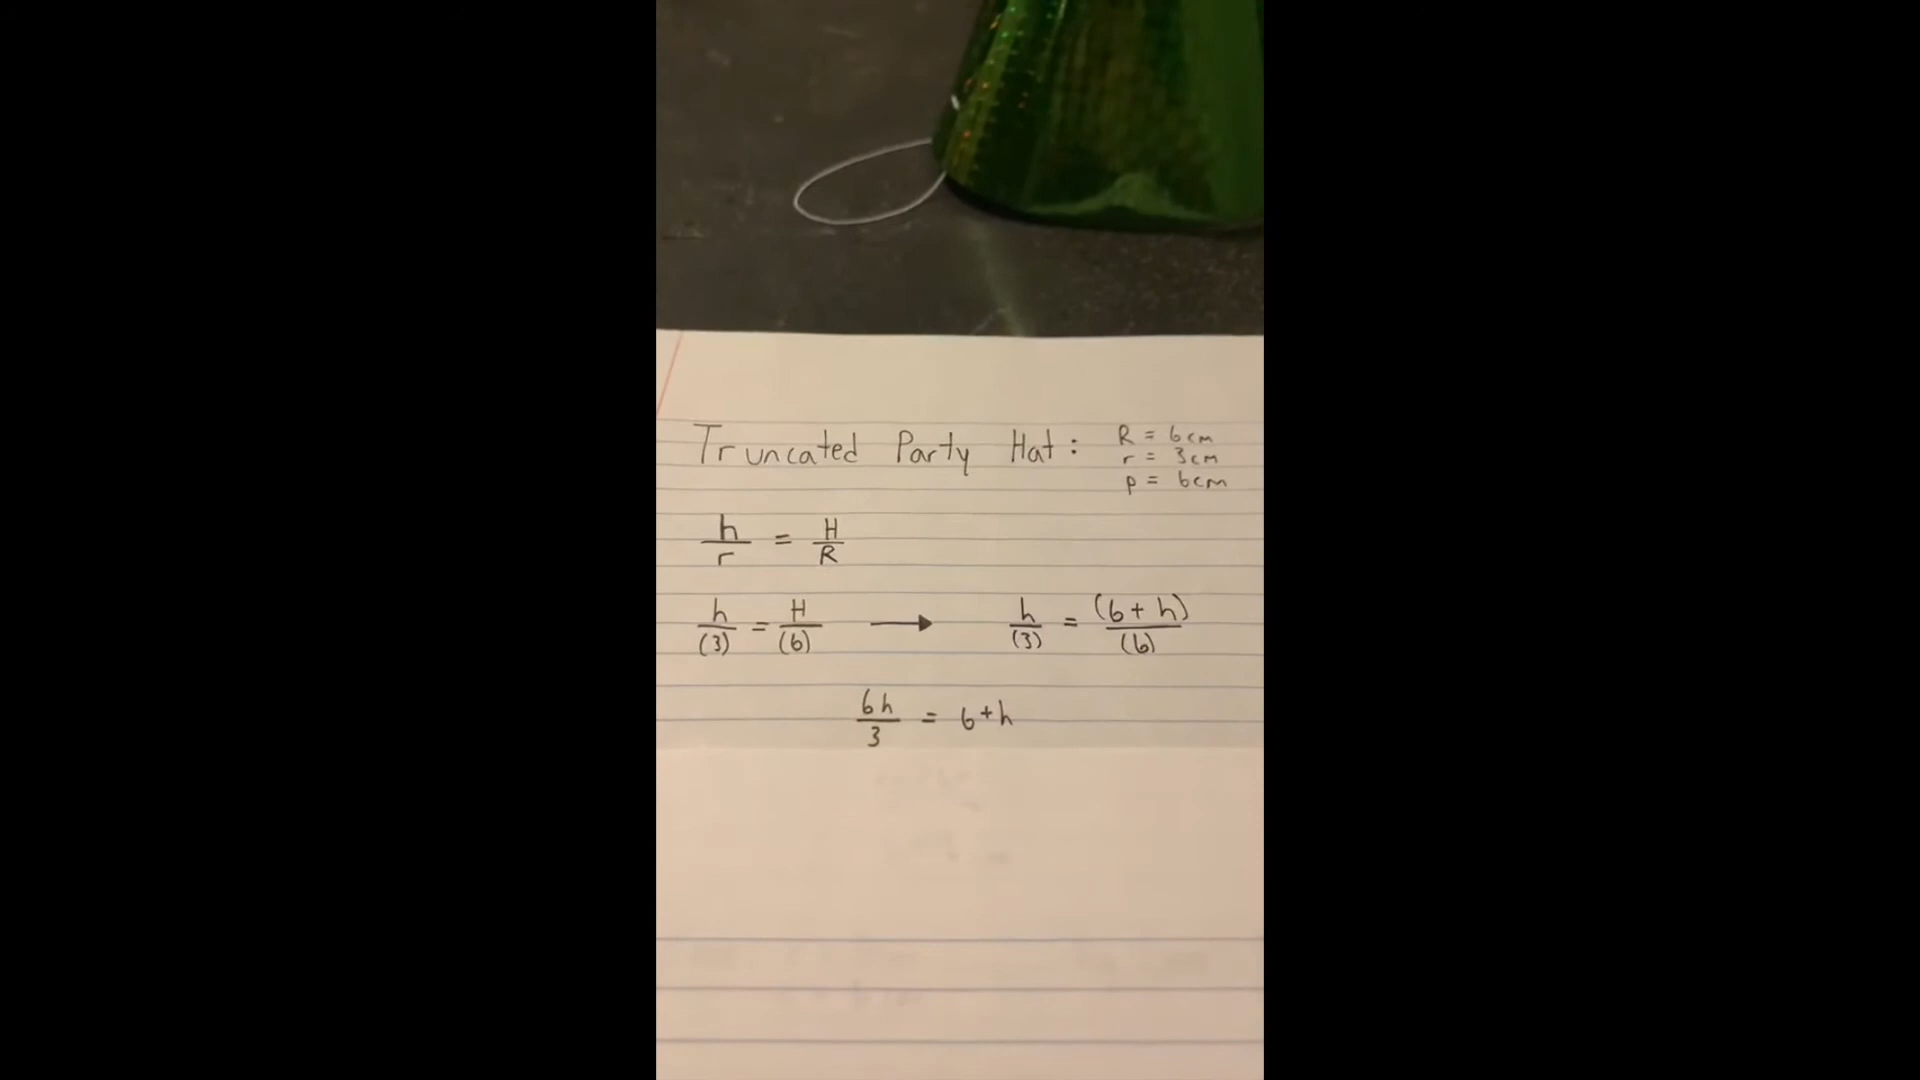 Truncated Party Hat: R = 6cm
r = 3cm
p = 6cm
h/r = H/R
h/(3) = H/(6) → h/(3) = (6+h)/(6)
6h/3 = 6+h